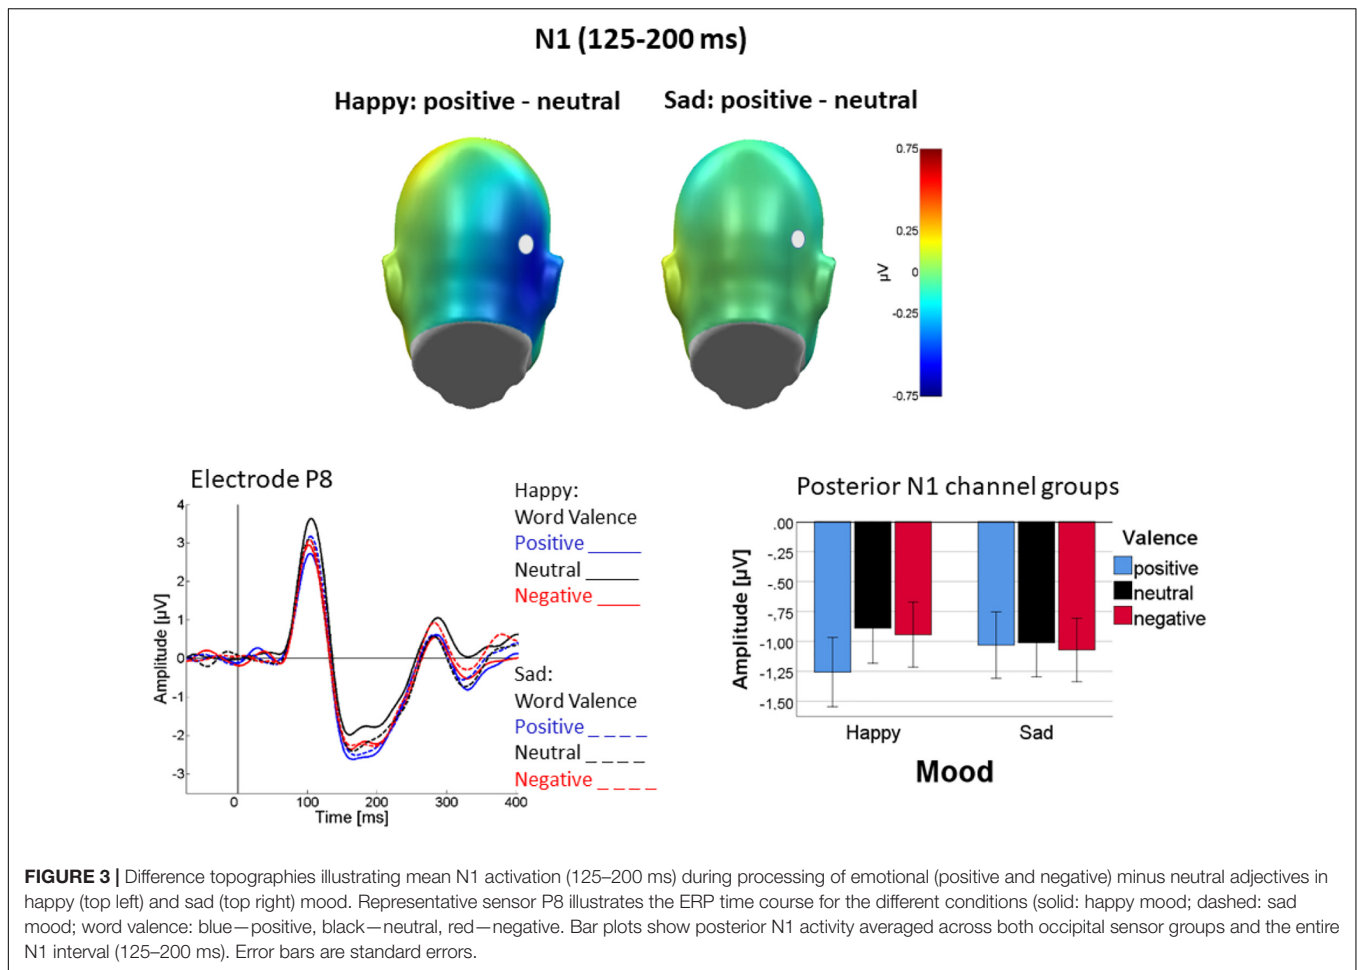 N1 (125-200 ms)
Happy: positive - neutral
Sad: positive - neutral
0.75
0.25
0
-0.25
-0.75
µV
Electrode P8
4
3
2
1
0
-1
-2
-3
Amplitude [µV]
0
100
200
300
400
Time [ms]
Happy:
Word Valence
Positive _____
Neutral _____
Negative ____
Sad:
Word Valence
Positive _ _ _ _
Neutral _ _ _ _
Negative _ _ _ _
Posterior N1 channel groups
.00
-.25
-.50
-.75
-1.00
-1.25
-1.50
Amplitude [µV]
Happy
Sad
Mood
Valence
positive
neutral
negative
FIGURE 3 | Difference topographies illustrating mean N1 activation (125–200 ms) during processing of emotional (positive and negative) minus neutral adjectives in
happy (top left) and sad (top right) mood. Representative sensor P8 illustrates the ERP time course for the different conditions (solid: happy mood; dashed: sad
mood; word valence: blue—positive, black—neutral, red—negative. Bar plots show posterior N1 activity averaged across both occipital sensor groups and the entire
N1 interval (125–200 ms). Error bars are standard errors.